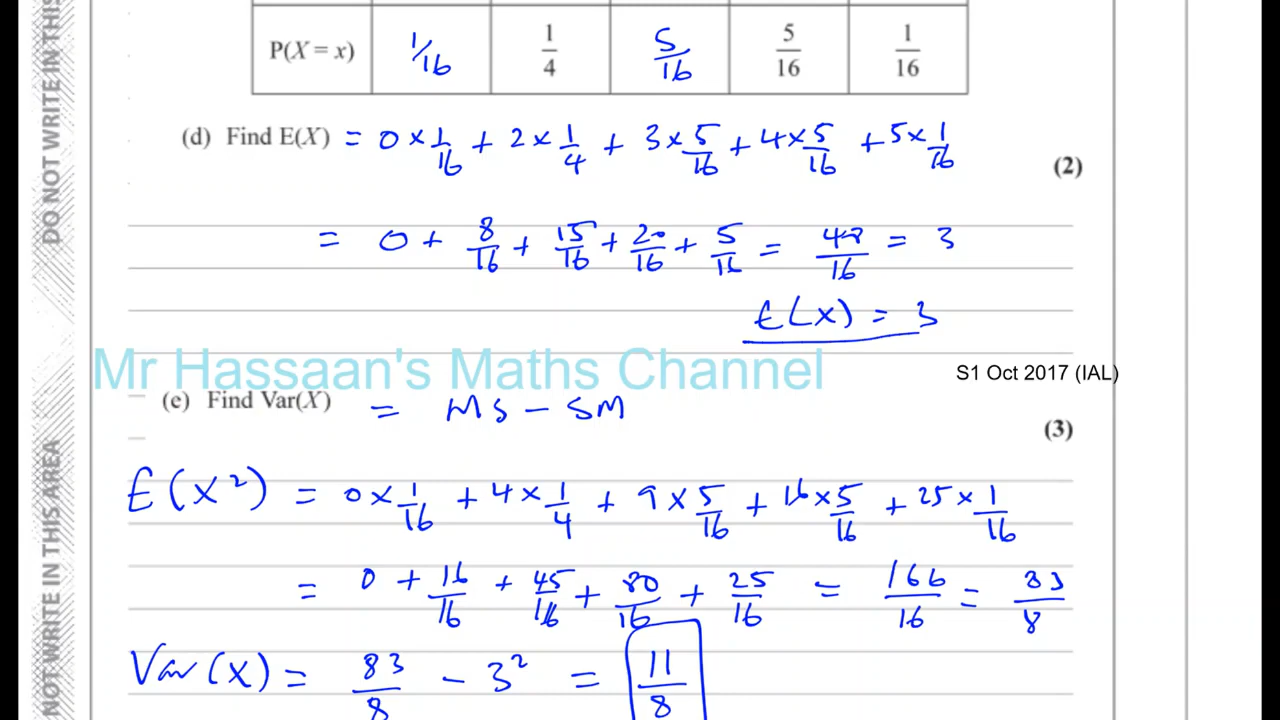 P(X = x) 1/16 1/4 5/16 5/16 1/16
(d) Find E(X) = 0 × 1/16 + 2 × 1/4 + 3 × 5/16 + 4 × 5/16 + 5 × 1/16
(2)
= 0 + 8/16 + 15/16 + 20/16 + 5/16 = 48/16 = 3
E(X) = 3
Mr Hassaan's Maths Channel
S1 Oct 2017 (IAL)
(e) Find Var(X) = MS - SM
(3)
E(X²) = 0 × 1/16 + 4 × 1/4 + 9 × 5/16 + 16 × 5/16 + 25 × 1/16
= 0 + 16/16 + 45/16 + 80/16 + 25/16 = 166/16 = 83/8
Var(X) = 83/8 - 3² = 11/8
DO NOT WRITE IN THIS
NOT WRITE IN THIS AREA